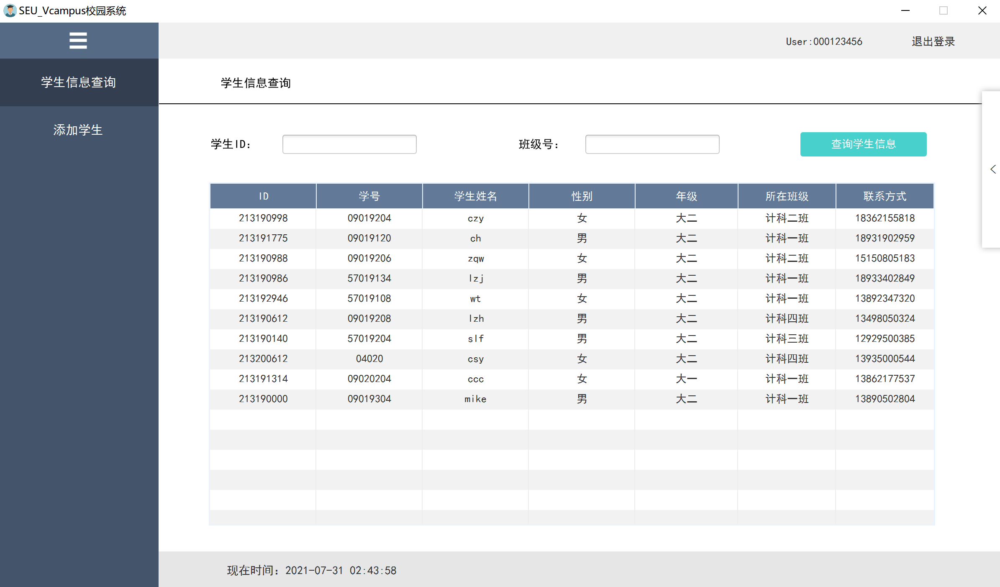 SEU_Vcampus校园系统
User:000123456 退出登录
学生信息查询
添加学生
学生信息查询
学生ID： 班级号： 查询学生信息
ID 学号 学生姓名 性别 年级 所在班级 联系方式
213190998 09019204 czy 女 大二 计科二班 18362155818
213191775 09019120 ch 男 大二 计科一班 18931902959
213190988 09019206 zqw 女 大二 计科二班 15150805183
213190986 57019134 lzj 男 大二 计科一班 18933402849
213192946 57019108 wt 女 大二 计科一班 13892347320
213190612 09019208 lzh 男 大二 计科四班 13498050324
213190140 57019204 slf 男 大二 计科三班 12929500385
213200612 04020 csy 女 大二 计科四班 13935000544
213191314 09020204 ccc 女 大一 计科一班 13862177537
213190000 09019304 mike 男 大二 计科一班 13890502804
现在时间：2021-07-31 02:43:58